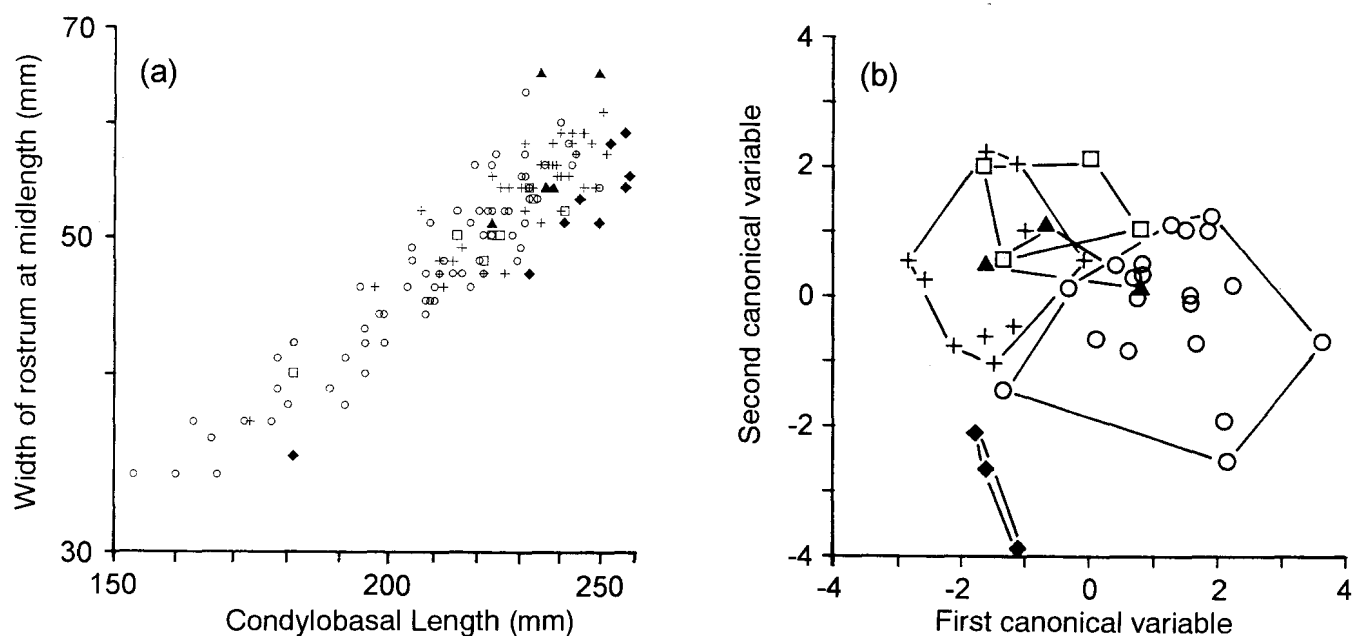 (a)
Width of rostrum at midlength (mm)
70
50
30
150
200
250
Condylobasal Length (mm)
(b)
Second canonical variable
4
2
0
-2
-4
-4
-2
0
2
4
First canonical variable